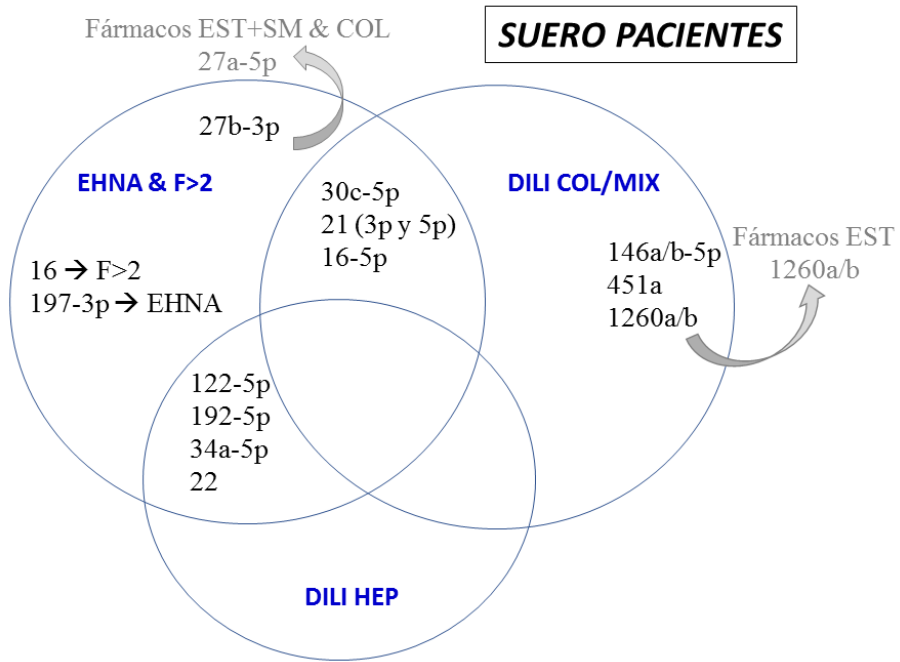 Fármacos EST+SM & COL
27a-5p
SUERO PACIENTES
27b-3p
EHNA & F>2
DILI COL/MIX
30c-5p
21 (3p y 5p)
16-5p
16 → F>2
197-3p → EHNA
146a/b-5p
451a
1260a/b
Fármacos EST
1260a/b
122-5p
192-5p
34a-5p
22
DILI HEP